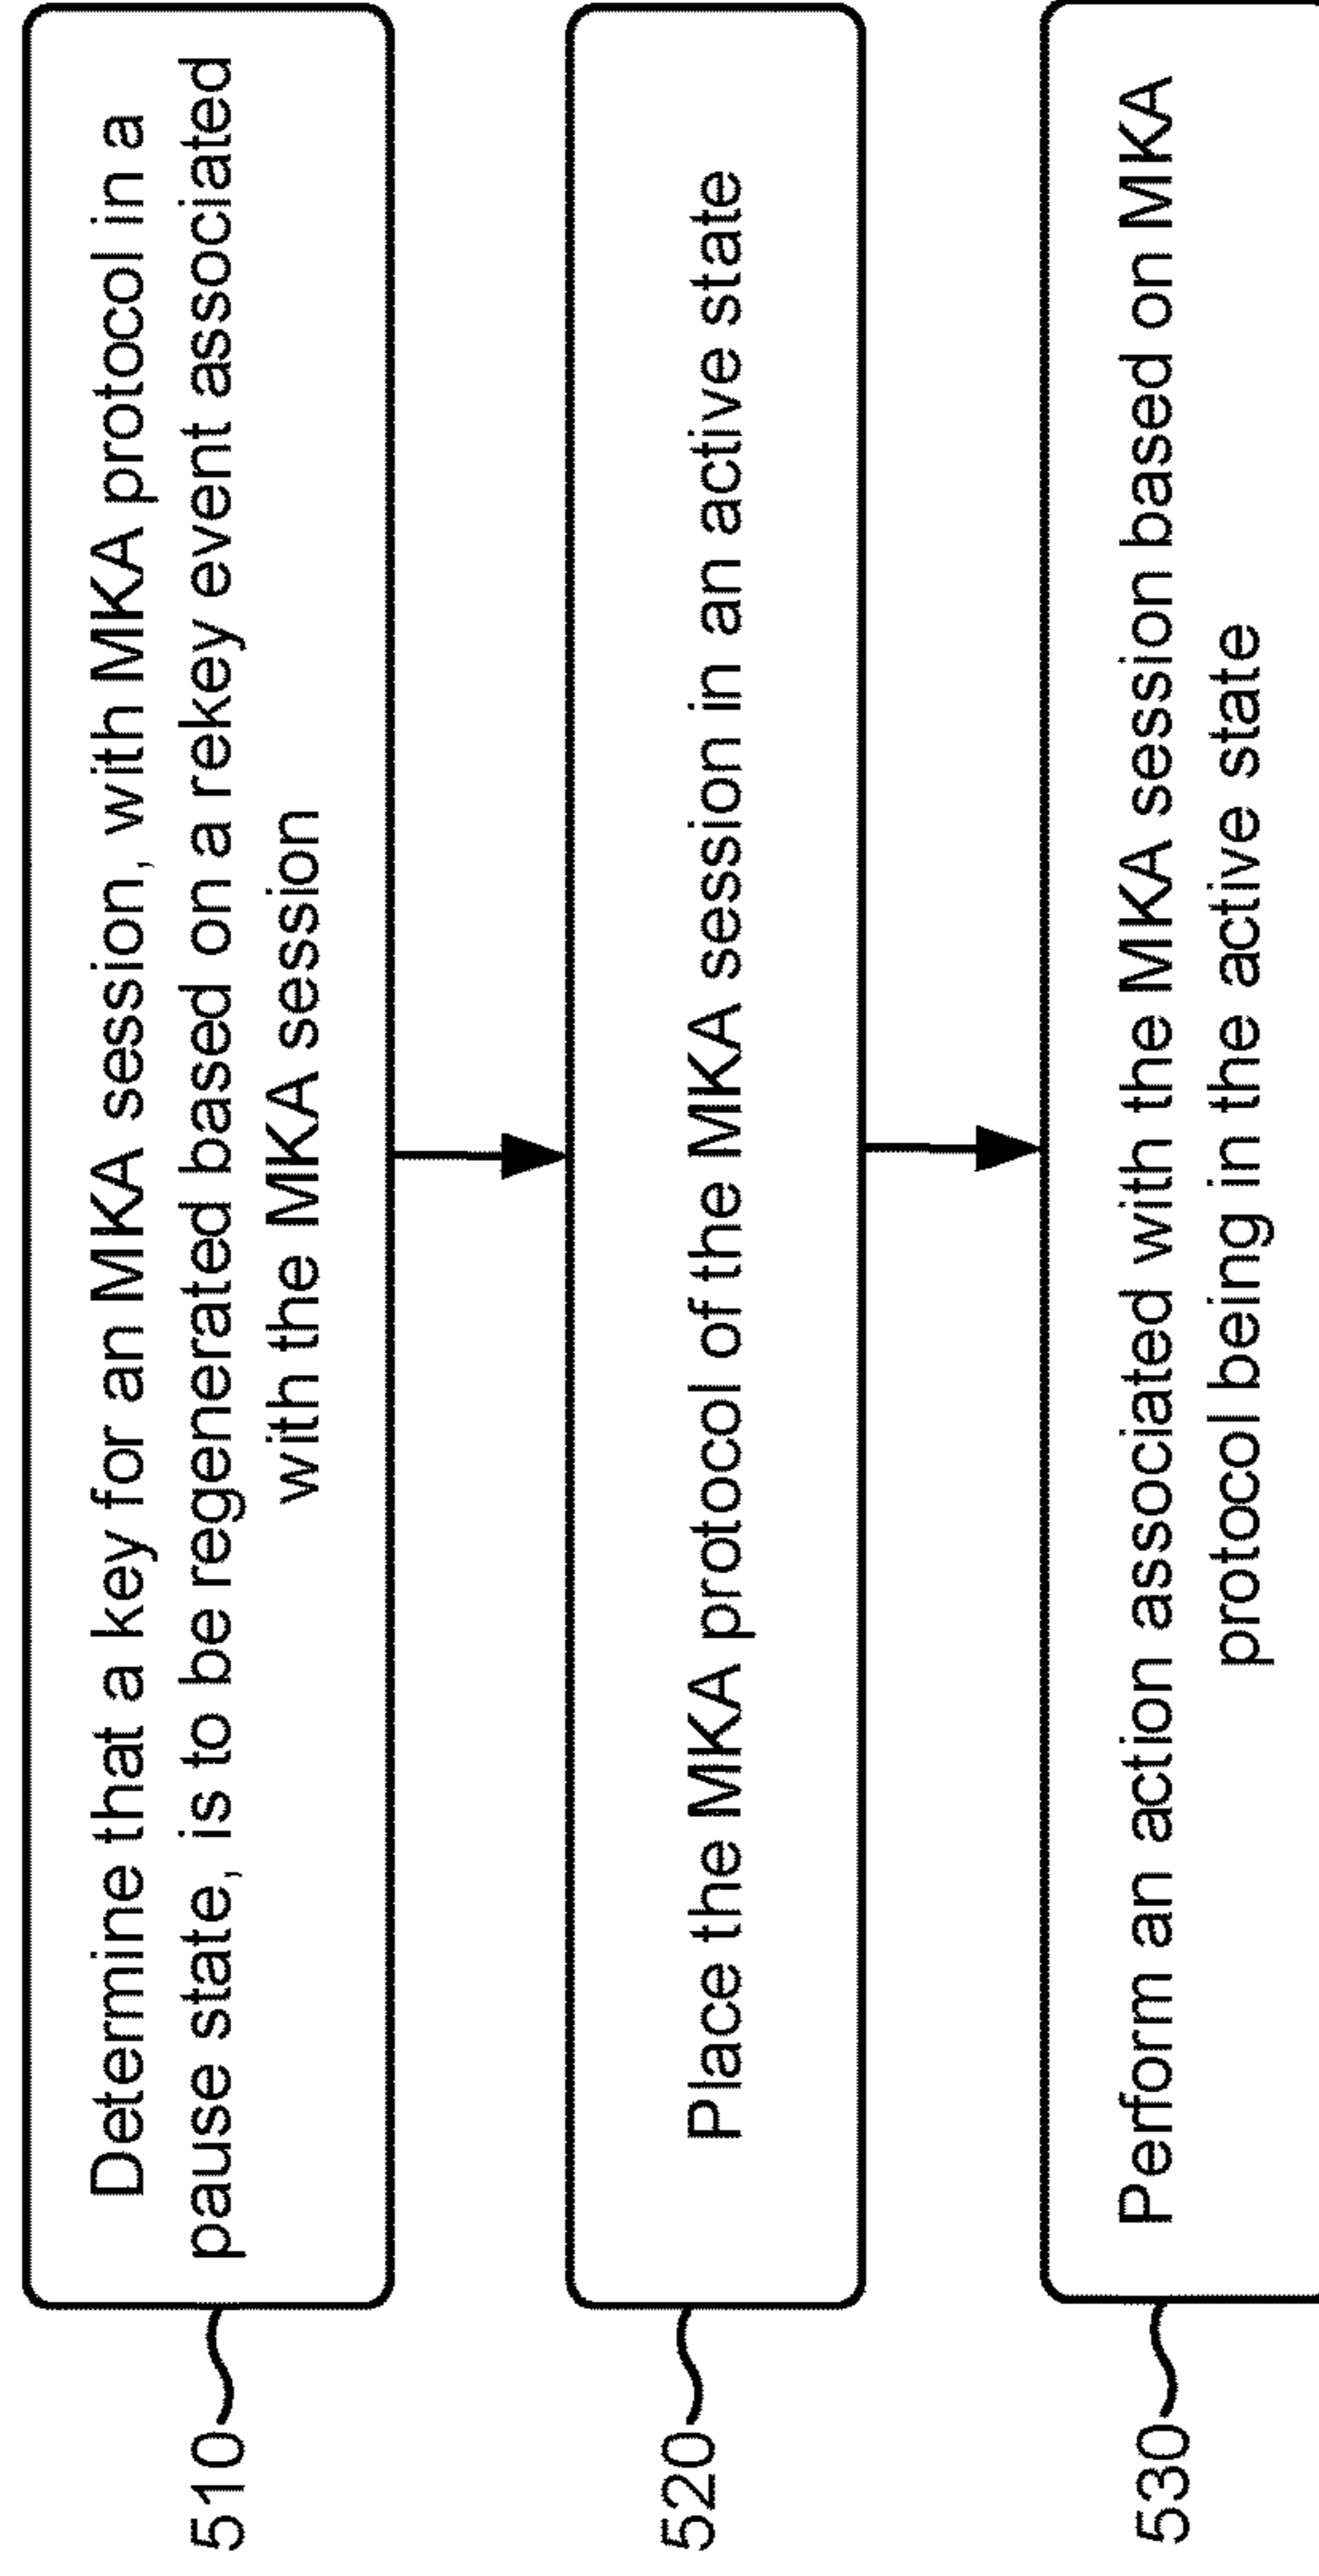 510
Determine that a key for an MKA session, with MKA protocol in a
pause state, is to be regenerated based on a rekey event associated
with the MKA session
520
Place the MKA protocol of the MKA session in an active state
530
Perform an action associated with the MKA session based on MKA
protocol being in the active state